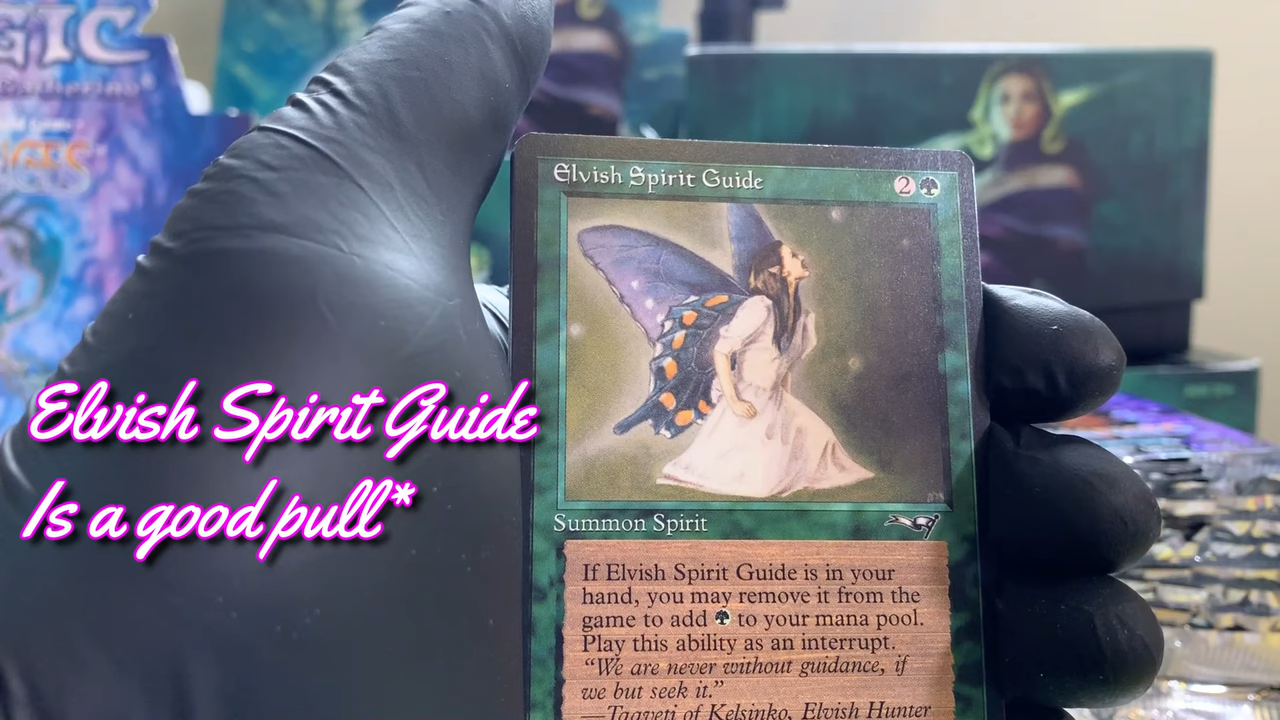 GIC
Elvish Spirit Guide
2
Elvish Spirit Guide
Is a good pull*
Summon Spirit
If Elvish Spirit Guide is in your
hand, you may remove it from the
game to add to your mana pool.
Play this ability as an interrupt.
"We are never without guidance, if
we but seek it."
—Taaveti of Kelsinko, Elvish Hunter